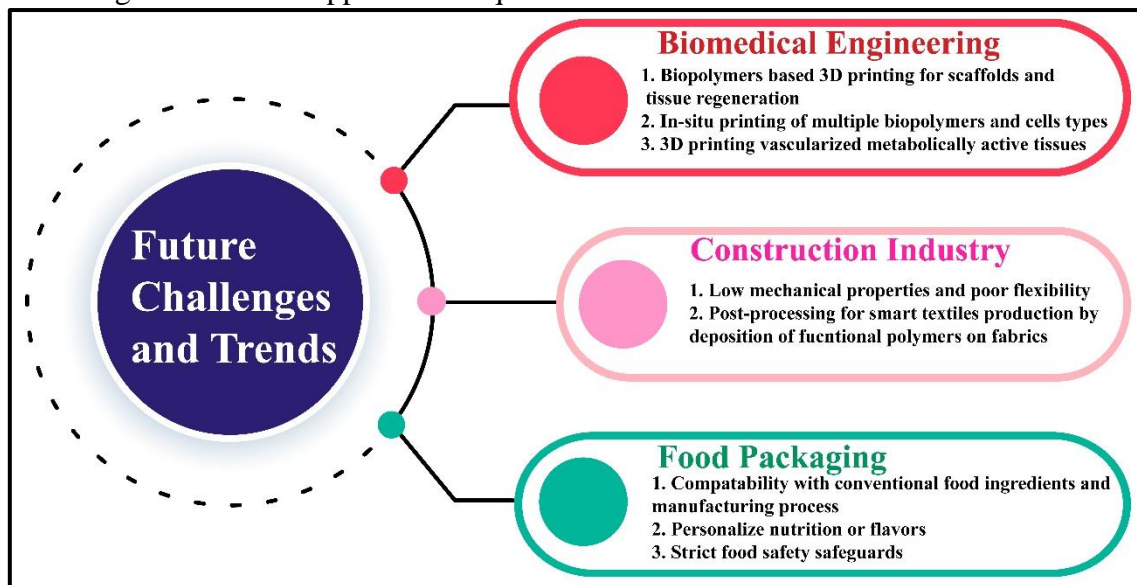 Future
Challenges
and Trends
Biomedical Engineering
1. Biopolymers based 3D printing for scaffolds and
tissue regeneration
2. In-situ printing of multiple biopolymers and cells types
3. 3D printing vascularized metabolically active tissues
Construction Industry
1. Low mechanical properties and poor flexibility
2. Post-processing for smart textiles production by
deposition of fucntional polymers on fabrics
Food Packaging
1. Compatability with conventional food ingredients and
manufacturing process
2. Personalize nutrition or flavors
3. Strict food safety safeguards